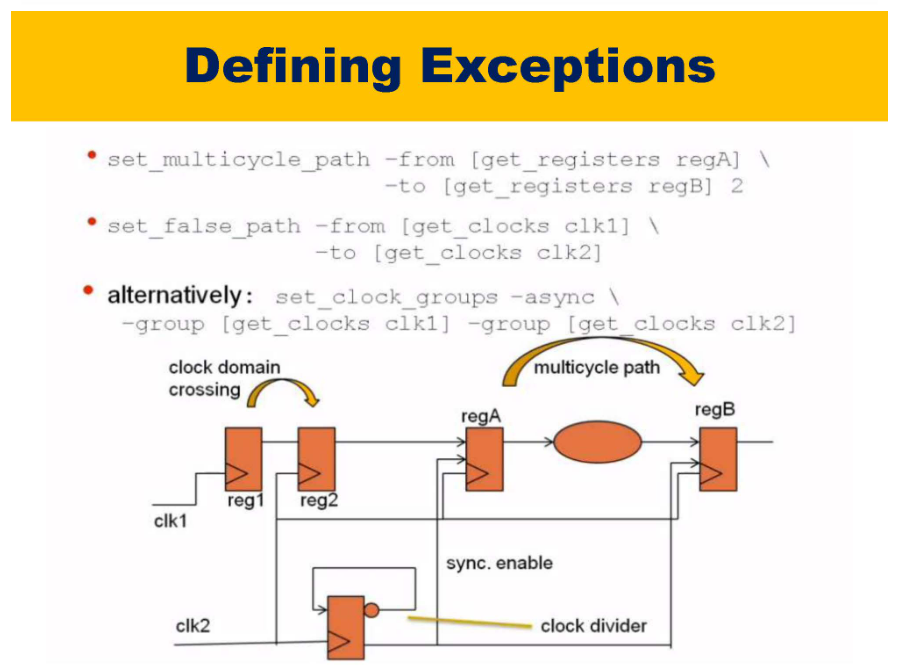 Defining Exceptions
• set_multicycle_path -from [get_registers regA] \
-to [get_registers regB] 2
• set_false_path -from [get_clocks clk1] \
-to [get_clocks clk2]
• alternatively: set_clock_groups -async \
-group [get_clocks clk1] -group [get_clocks clk2]
clock domain
crossing
multicycle path
regA
regB
reg1
reg2
clk1
sync. enable
clk2
clock divider